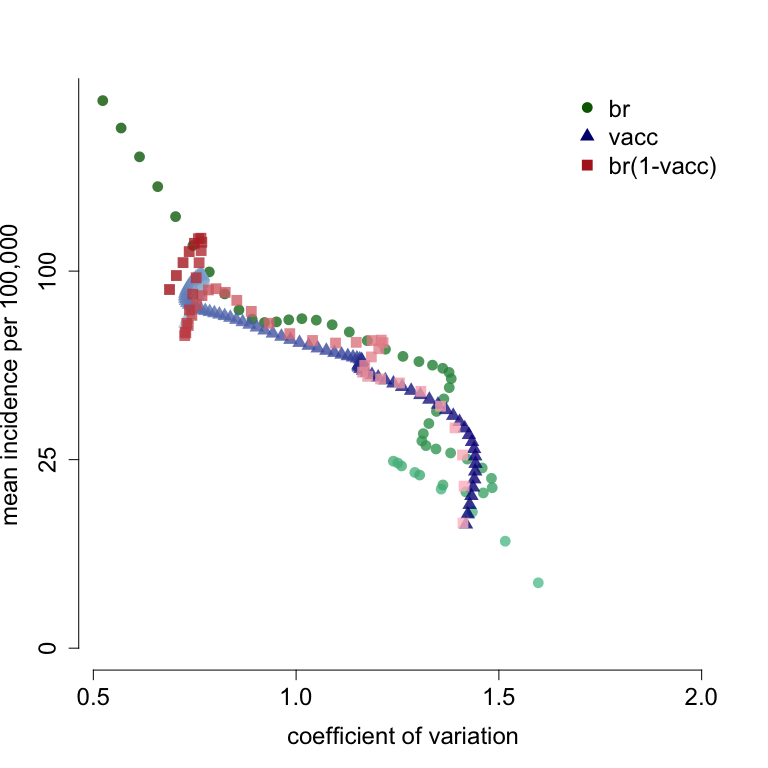 br
vacc
br(1-vacc)
mean incidence per 100,000
100
25
0
0.5 1.0 1.5 2.0
coefficient of variation